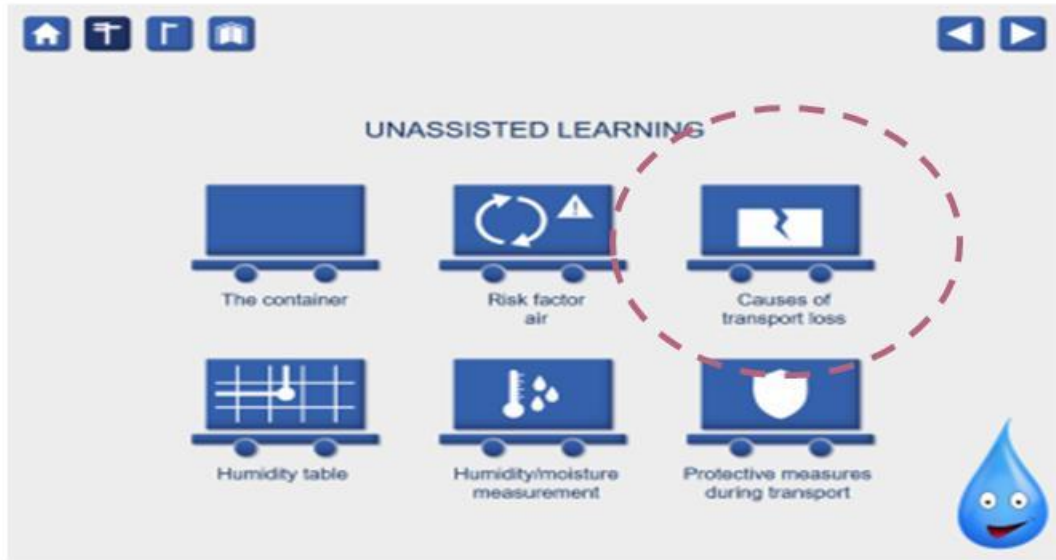 UNASSISTED LEARNING
The container
Risk factor
air
Causes of
transport loss
Humidity table
Humidity/moisture
measurement
Protective measures
during transport